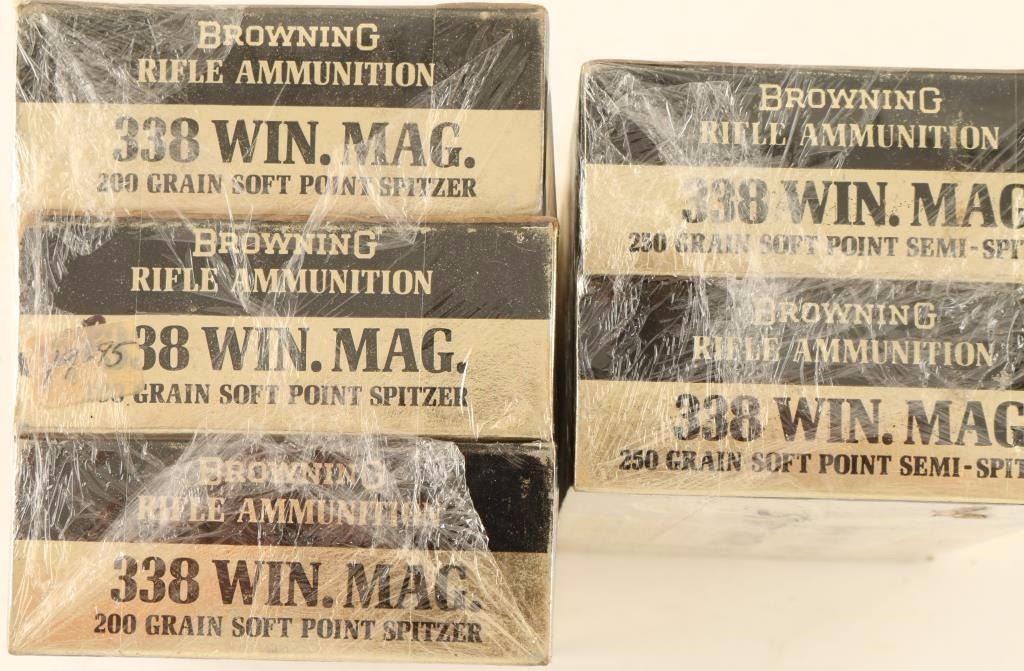 BROWNING
RIFLE AMMUNITION
338 WIN. MAG.
200 GRAIN SOFT POINT SPITZER
BROWNING
RIFLE AMMUNITION
38 WIN. MAG.
GRAIN SOFT POINT SPITZER
BROWNING
RIFLE AMMUNITION
338 WIN. MAG.
200 GRAIN SOFT POINT SPITZER
BROWNING
RIFLE AMMUNITION
338 WIN. MAG
250 GRAIN SOFT POINT SEMI-SPIT
BROWNING
RIFLE AMMUNITION
338 WIN. MAG
250 GRAIN SOFT POINT SEMI-SPIT